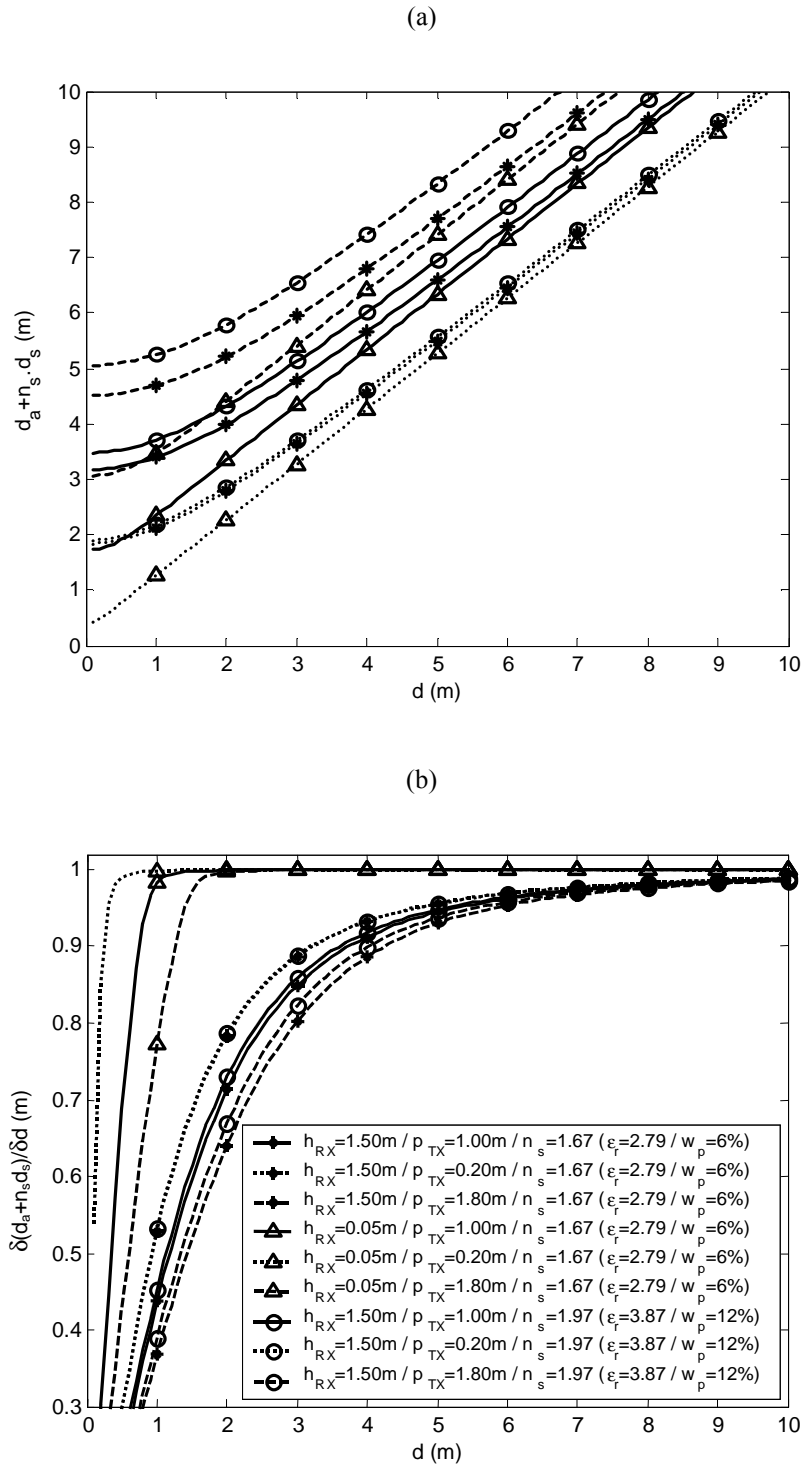 (a)
10
9
8
7
6
5
4
3
2
1
0
d_a+n_s.d_s (m)
0 1 2 3 4 5 6 7 8 9 10
d (m)
(b)
1
0.9
0.8
0.7
0.6
0.5
0.4
0.3
δ(d_a+n_s d_s)/δd (m)
h_RX=1.50m / p_TX=1.00m / n_s=1.67 (ε_r=2.79 / w_p=6%)
h_RX=1.50m / p_TX=0.20m / n_s=1.67 (ε_r=2.79 / w_p=6%)
h_RX=1.50m / p_TX=1.80m / n_s=1.67 (ε_r=2.79 / w_p=6%)
h_RX=0.05m / p_TX=1.00m / n_s=1.67 (ε_r=2.79 / w_p=6%)
h_RX=0.05m / p_TX=0.20m / n_s=1.67 (ε_r=2.79 / w_p=6%)
h_RX=0.05m / p_TX=1.80m / n_s=1.67 (ε_r=2.79 / w_p=6%)
h_RX=1.50m / p_TX=1.00m / n_s=1.97 (ε_r=3.87 / w_p=12%)
h_RX=1.50m / p_TX=0.20m / n_s=1.97 (ε_r=3.87 / w_p=12%)
h_RX=1.50m / p_TX=1.80m / n_s=1.97 (ε_r=3.87 / w_p=12%)
0 1 2 3 4 5 6 7 8 9 10
d (m)